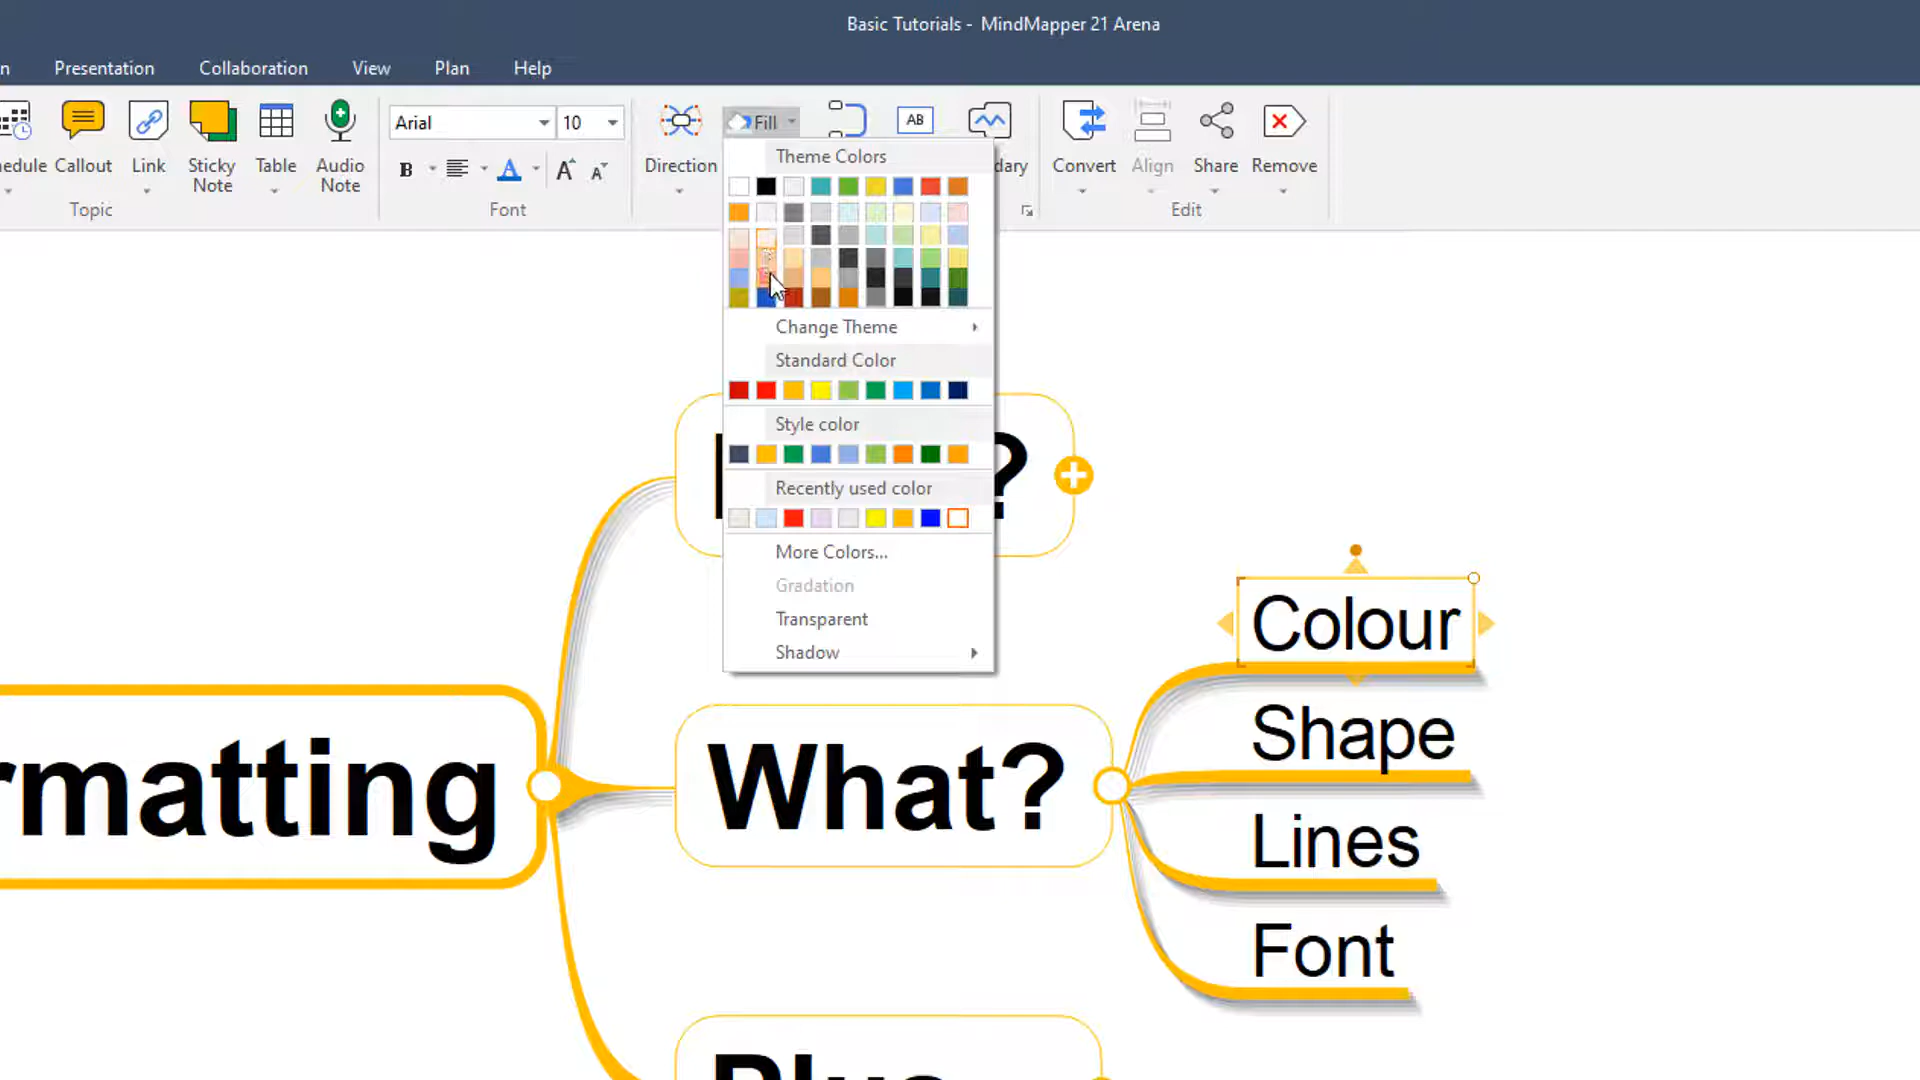 Basic Tutorials - MindMapper 21 Arena
n Presentation Collaboration View Plan Help
Arial 10 Fill AB
edule Callout Link Sticky Note Table Audio Note
B A A A
Direction dary Convert Align Share Remove
Topic Font Edit
Theme Colors
Change Theme
Standard Color
Style color
Recently used color
More Colors...
Gradation
Transparent
Shadow
?
rmatting
What?
Colour
Shape
Lines
Font